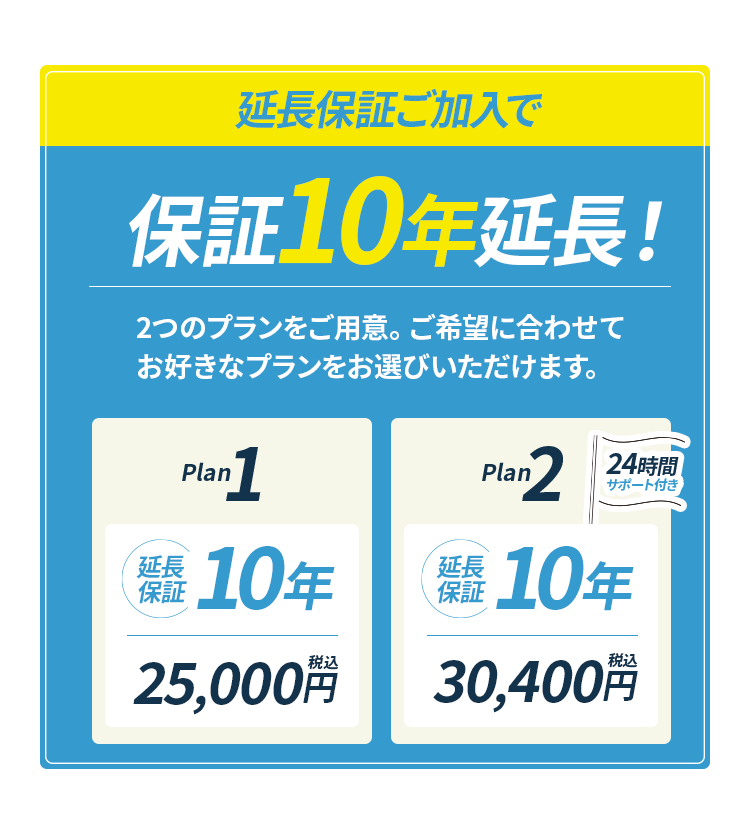 延長保証ご加入で
保証10年延長!
2つのプランをご用意。ご希望に合わせて
お好きなプランをお選びいただけます。
Plan1
延長
保証
10年
25,000円
税込
Plan2
24時間
サポート付き
延長
保証
10年
30,400円
税込